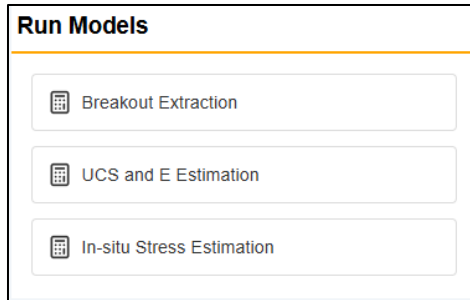 Run Models
Breakout Extraction
UCS and E Estimation
In-situ Stress Estimation